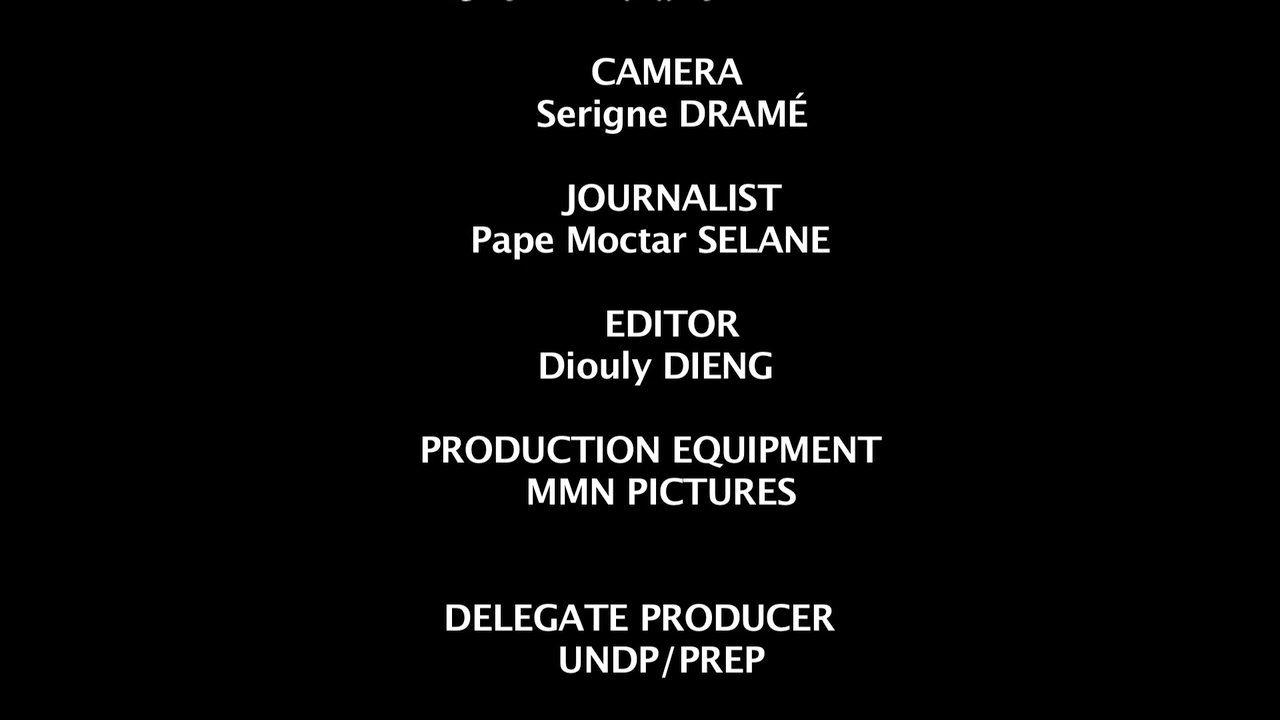 CAMERA
Serigne DRAMÉ
JOURNALIST
Pape Moctar SELANE
EDITOR
Diouly DIENG
PRODUCTION EQUIPMENT
MMN PICTURES
DELEGATE PRODUCER
UNDP/PREP